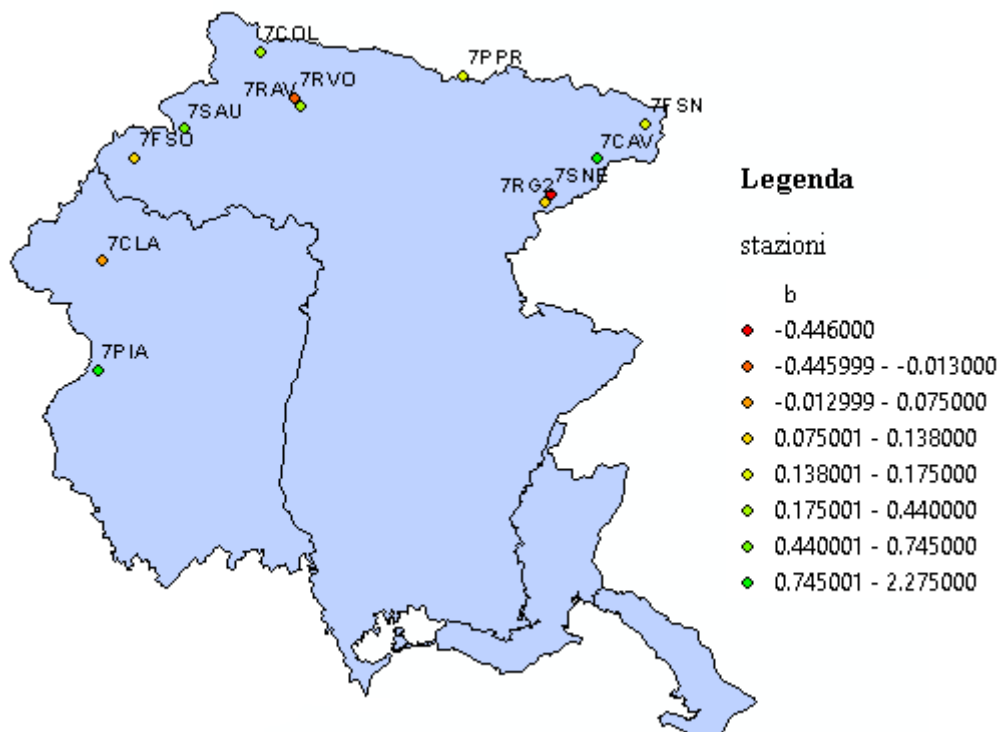 7COL
7PPR
7RAV
7RVO
7SAU
7FSN
7FSO
7CAV
7SNE
7RG2
7CLA
7PIA
Legenda
stazioni
b
-0.446000
-0.445999 - -0.013000
-0.012999 - 0.075000
0.075001 - 0.138000
0.138001 - 0.175000
0.175001 - 0.440000
0.440001 - 0.745000
0.745001 - 2.275000